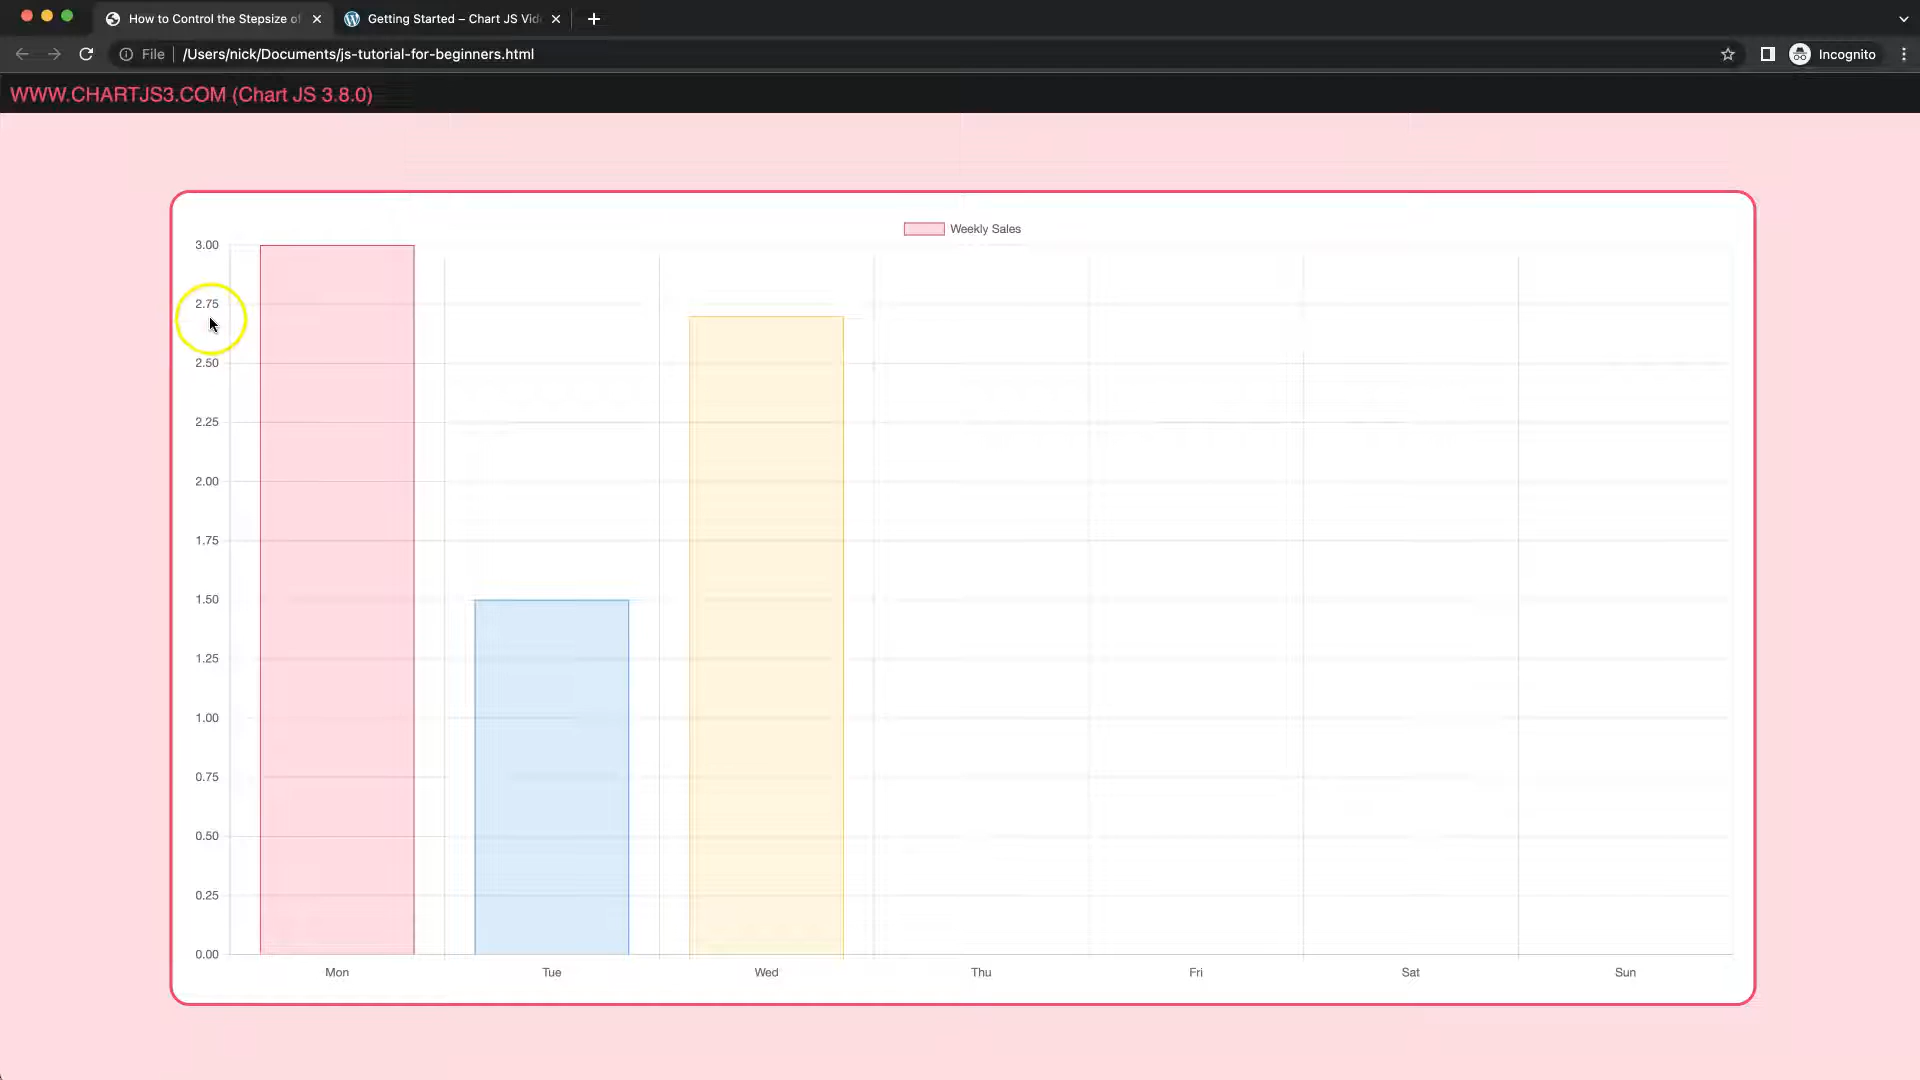 How to Control the Stepsize of
Getting Started – Chart JS Vid
File
/Users/nick/Documents/js-tutorial-for-beginners.html
Incognito
WWW.CHARTJS3.COM (Chart JS 3.8.0)
Weekly Sales
3.00
2.75
2.50
2.25
2.00
1.75
1.50
1.25
1.00
0.75
0.50
0.25
0.00
Mon Tue Wed Thu Fri Sat Sun